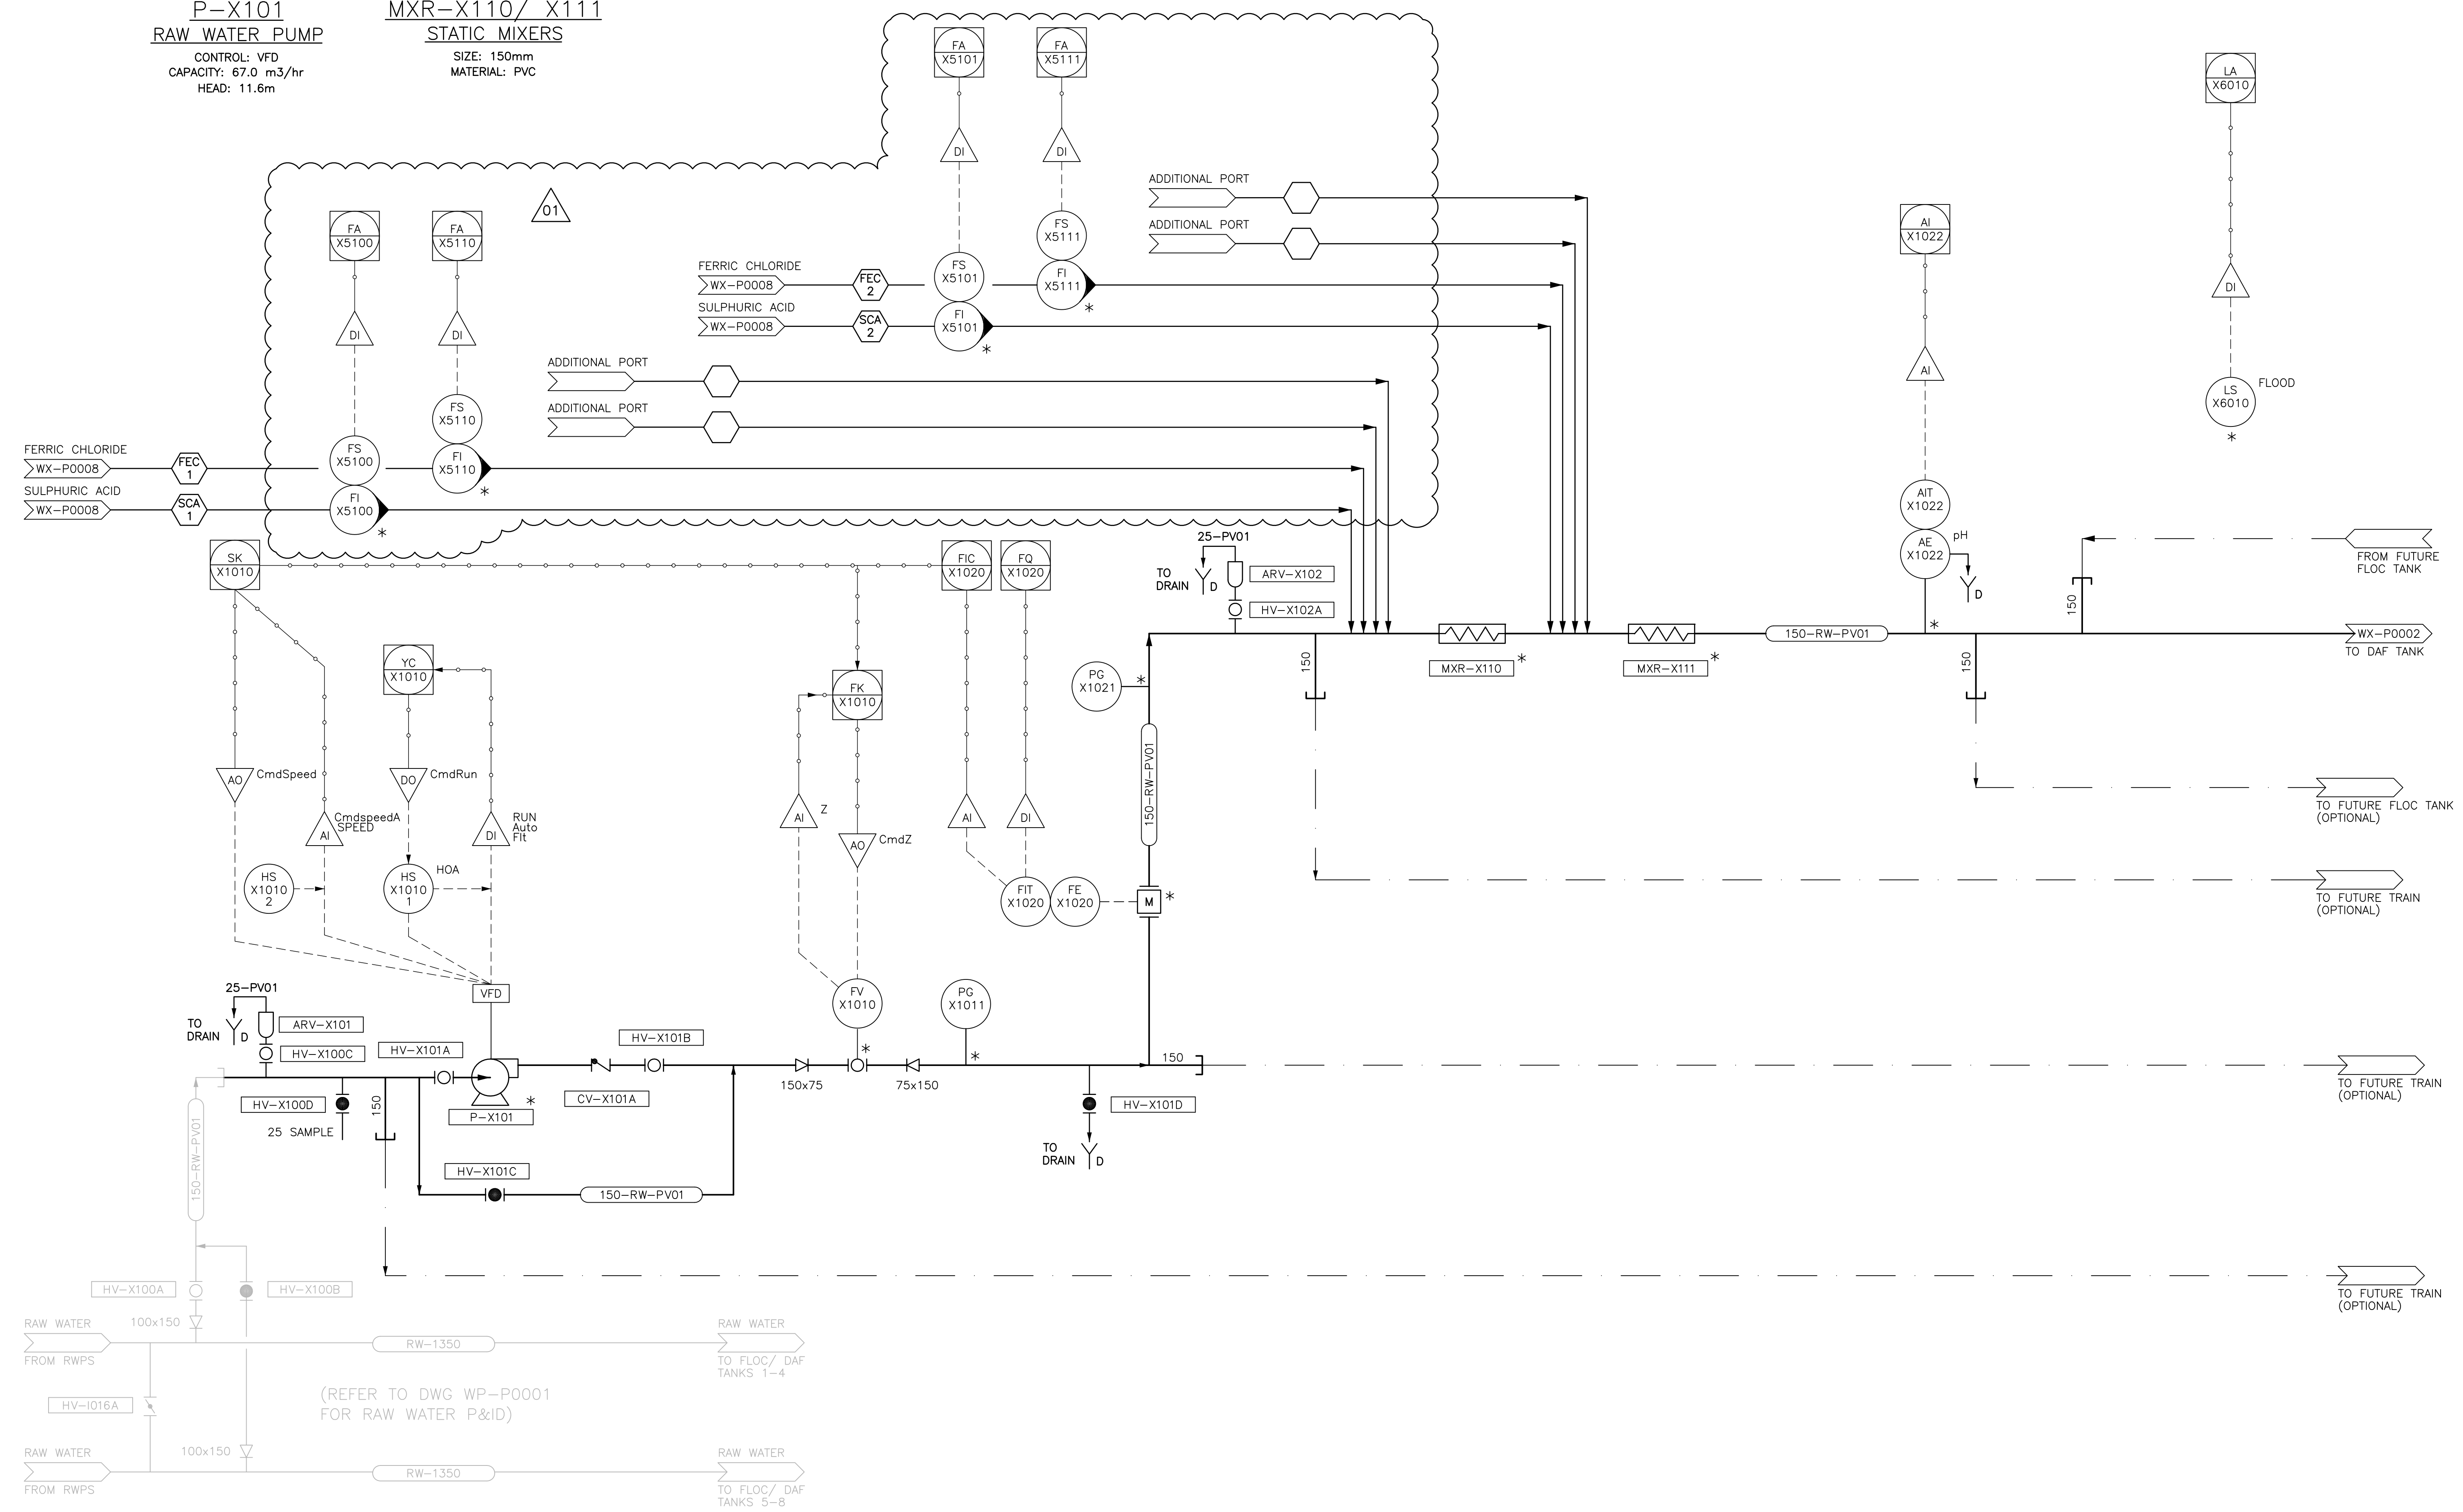 P-X101
RAW WATER PUMP
CONTROL: VFD
CAPACITY: 67.0 m3/hr
HEAD: 11.6m
MXR-X110/ X111
STATIC MIXERS
SIZE: 150mm
MATERIAL: PVC
FA
X5101
FA
X5111
DI
DI
LA
X6010
DI
LS
X6010
FLOOD
*
01
FA
X5100
FA
X5110
DI
DI
ADDITIONAL PORT
ADDITIONAL PORT
FS
X5111
FS
X5101
FERRIC CHLORIDE
WX-P0008
FEC
2
FI
X5111
*
SULPHURIC ACID
WX-P0008
SCA
2
FI
X5101
*
AI
X1022
AI
AIT
X1022
AE
X1022
pH
D
*
ADDITIONAL PORT
ADDITIONAL PORT
FS
X5110
FS
X5100
FERRIC CHLORIDE
WX-P0008
FEC
1
FI
X5110
*
SULPHURIC ACID
WX-P0008
SCA
1
FI
X5100
*
SK
X1010
FIC
X1020
FQ
X1020
25-PV01
TO
DRAIN
D
ARV-X102
HV-X102A
FROM FUTURE
FLOC TANK
150
150-RW-PV01
WX-P0002
TO DAF TANK
YC
X1010
FK
X1010
PG
X1021
*
150
MXR-X110
*
MXR-X111
*
150
AO
CmdSpeed
DO
CmdRun
CmdspeedA
SPEED
AI
RUN
Auto
Flt
DI
AI
Z
AO
CmdZ
AI
DI
150-RW-PV01
TO FUTURE FLOC TANK
(OPTIONAL)
HS
X1010
2
HS
X1010
1
HOA
FIT
X1020
FE
X1020
M
*
TO FUTURE TRAIN
(OPTIONAL)
25-PV01
TO
DRAIN
D
ARV-X101
HV-X100C
VFD
HV-X101A
HV-X101B
FV
X1010
*
PG
X1011
*
150
150x75
75x150
HV-X100D
25 SAMPLE
150
*
P-X101
CV-X101A
HV-X101D
TO
DRAIN
D
TO FUTURE TRAIN
(OPTIONAL)
150-RW-PV01
HV-X101C
150-RW-PV01
HV-X100A
HV-X100B
TO FUTURE TRAIN
(OPTIONAL)
RAW WATER
100x150
FROM RWPS
RW-1350
RAW WATER
TO FLOC/ DAF
TANKS 1-4
HV-I016A
(REFER TO DWG WP-P0001
FOR RAW WATER P&ID)
RAW WATER
100x150
FROM RWPS
RW-1350
RAW WATER
TO FLOC/ DAF
TANKS 5-8